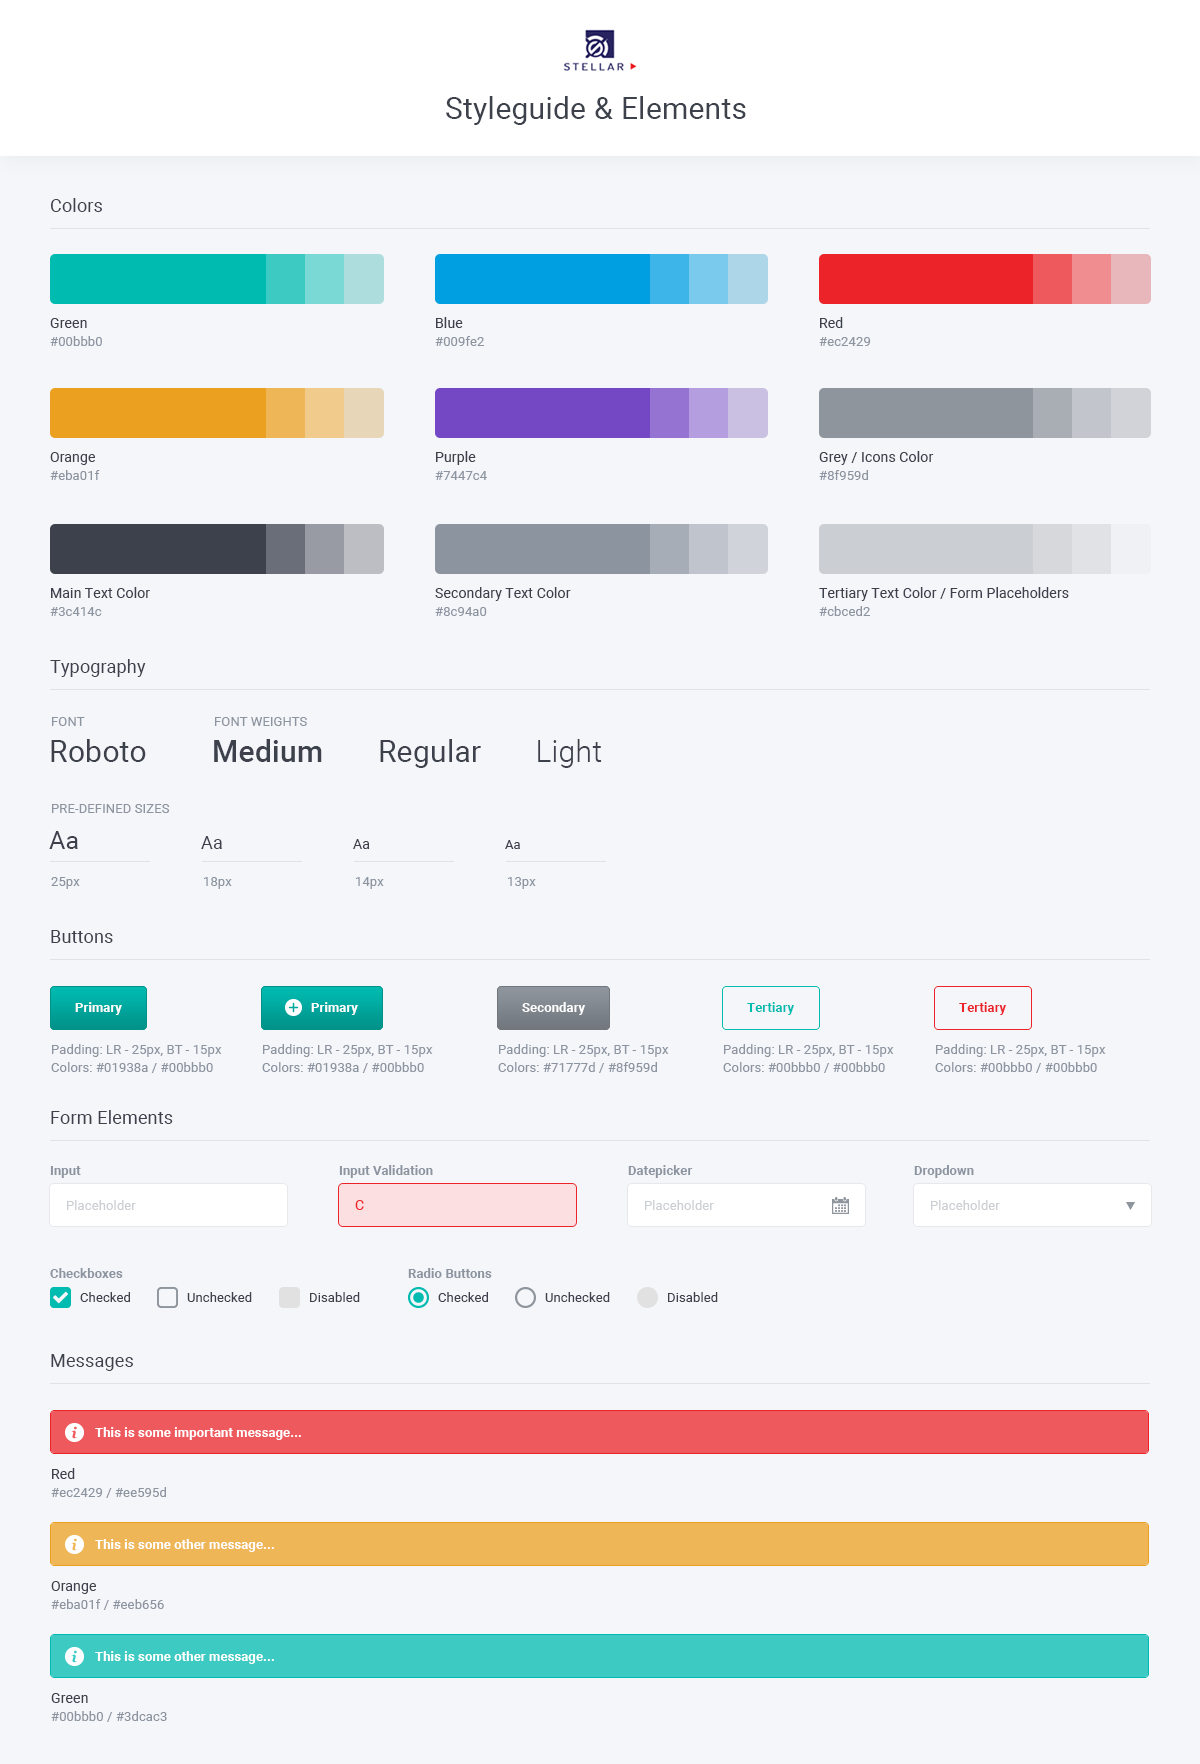 STELLAR
Styleguide & Elements
Colors
Green
#00bbb0
Blue
#009fe2
Red
#ec2429
Orange
#eba01f
Purple
#7447c4
Grey / Icons Color
#8f959d
Main Text Color
#3c414c
Secondary Text Color
#8c94a0
Tertiary Text Color / Form Placeholders
#cbced2
Typography
FONT
Roboto
FONT WEIGHTS
Medium
Regular
Light
PRE-DEFINED SIZES
Aa
25px
Aa
18px
Aa
14px
Aa
13px
Buttons
Primary
Padding: LR - 25px, BT - 15px
Colors: #01938a / #00bbb0
Primary
Padding: LR - 25px, BT - 15px
Colors: #01938a / #00bbb0
Secondary
Padding: LR - 25px, BT - 15px
Colors: #71777d / #8f959d
Tertiary
Padding: LR - 25px, BT - 15px
Colors: #00bbb0 / #00bbb0
Tertiary
Padding: LR - 25px, BT - 15px
Colors: #00bbb0 / #00bbb0
Form Elements
Input
Placeholder
Input Validation
C
Datepicker
Placeholder
Dropdown
Placeholder
Checkboxes
Checked
Unchecked
Disabled
Radio Buttons
Checked
Unchecked
Disabled
Messages
This is some important message...
Red
#ec2429 / #ee595d
This is some other message...
Orange
#eba01f / #eeb656
This is some other message...
Green
#00bbb0 / #3dcac3